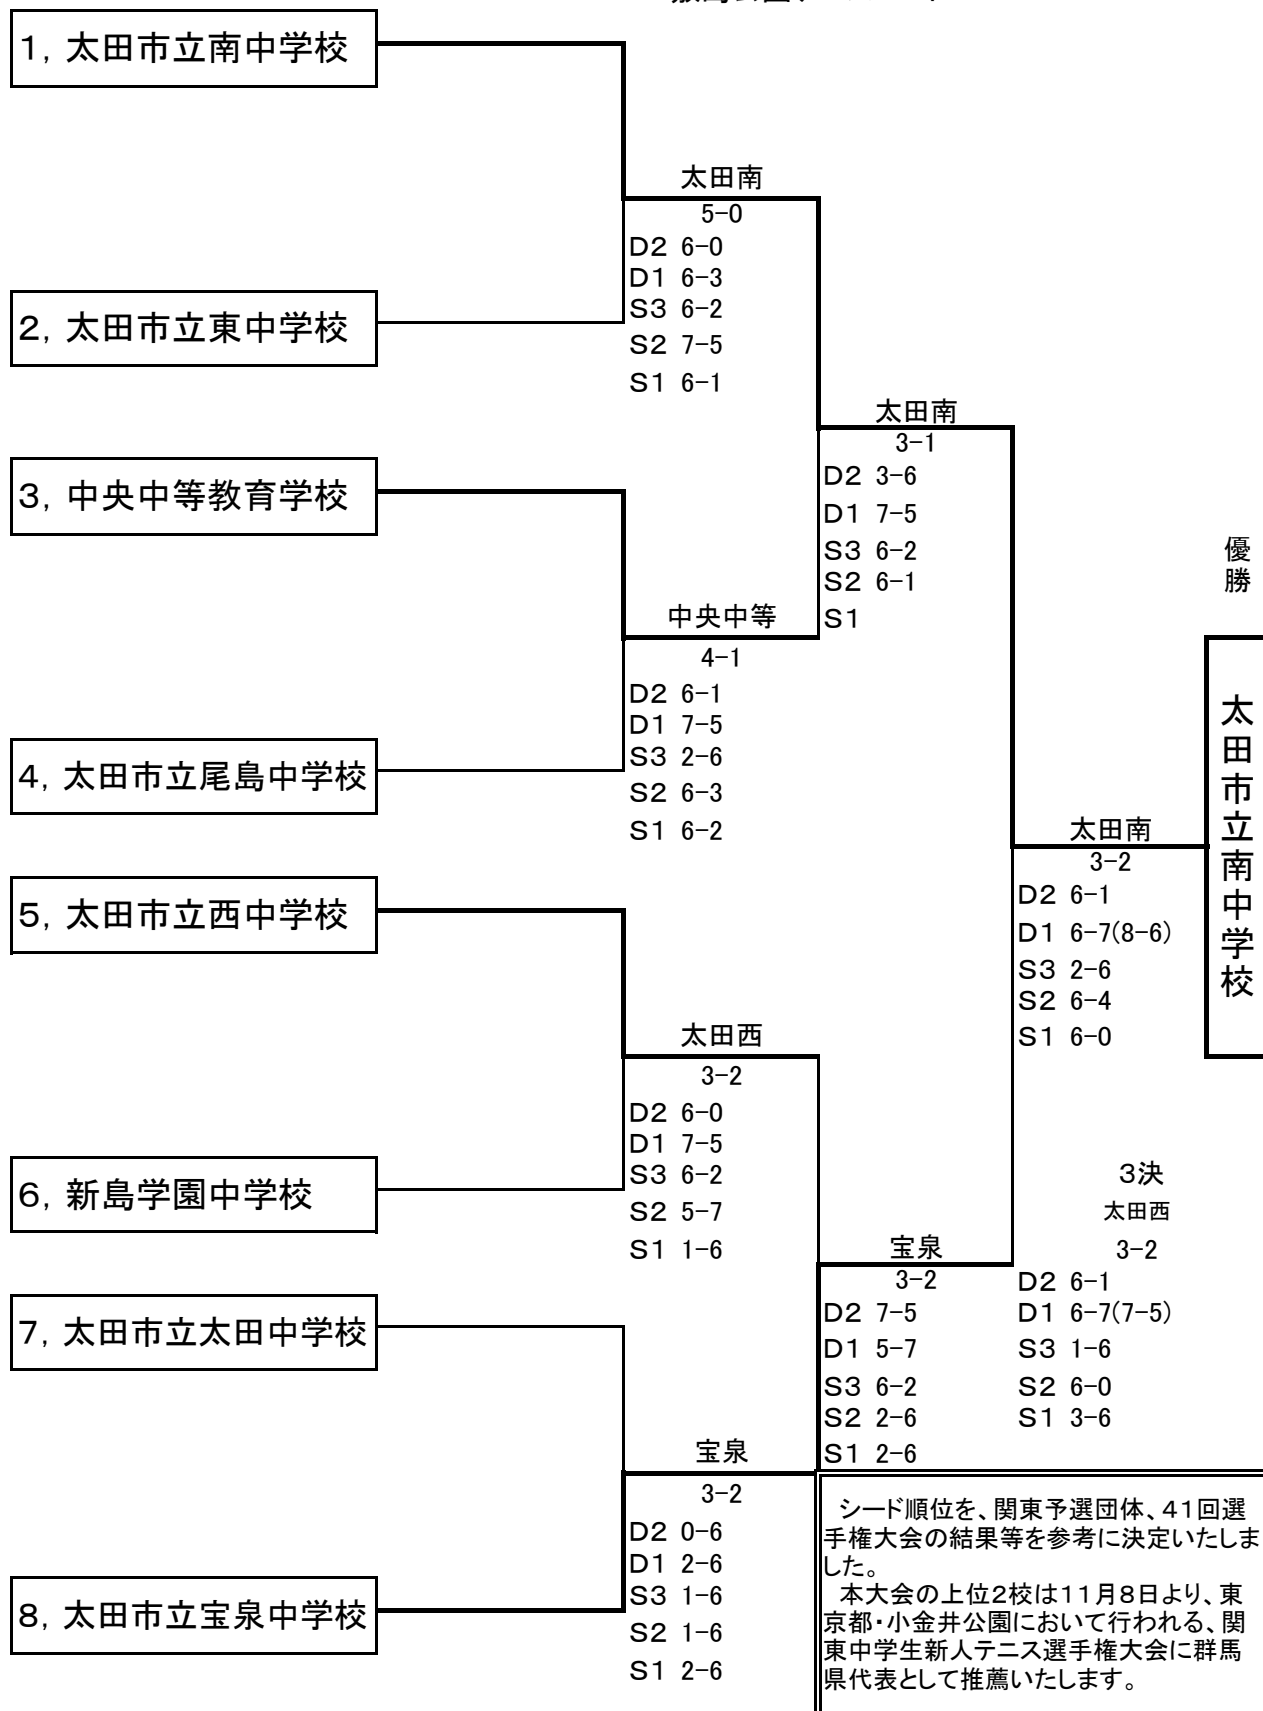 1, 太田市立南中学校
太田南
5-0
D2 6-0
D1 6-3
S3 6-2
S2 7-5
S1 6-1
2, 太田市立東中学校
太田南
3-1
D2 3-6
D1 7-5
S3 6-2
S2 6-1
S1
3, 中央中等教育学校
中央中等
4-1
D2 6-1
D1 7-5
S3 2-6
S2 6-3
S1 6-2
4, 太田市立尾島中学校
優勝
太田市立南中学校
太田南
3-2
D2 6-1
D1 6-7(8-6)
S3 2-6
S2 6-4
S1 6-0
5, 太田市立西中学校
太田西
3-2
D2 6-0
D1 7-5
S3 6-2
S2 5-7
S1 1-6
6, 新島学園中学校
3決
太田西
3-2
D2 6-1
D1 6-7(7-5)
S3 1-6
S2 6-0
S1 3-6
宝泉
3-2
D2 7-5
D1 5-7
S3 6-2
S2 2-6
S1 2-6
7, 太田市立太田中学校
宝泉
3-2
D2 0-6
D1 2-6
S3 1-6
S2 1-6
S1 2-6
8, 太田市立宝泉中学校
シード順位を、関東予選団体、41回選
手権大会の結果等を参考に決定いたしま
した。
本大会の上位2校は11月8日より、東
京都・小金井公園において行われる、関
東中学生新人テニス選手権大会に群馬
県代表として推薦いたします。